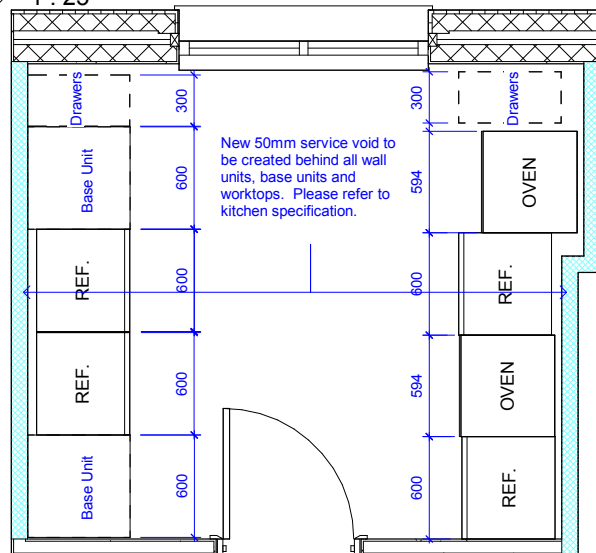 1 : 25
Drawers
300
300
Drawers
New 50mm service void to
be created behind all wall
units, base units and
worktops. Please refer to
kitchen specification.
Base Unit
600
594
OVEN
REF.
600
600
REF.
REF.
600
594
OVEN
Base Unit
600
600
REF.